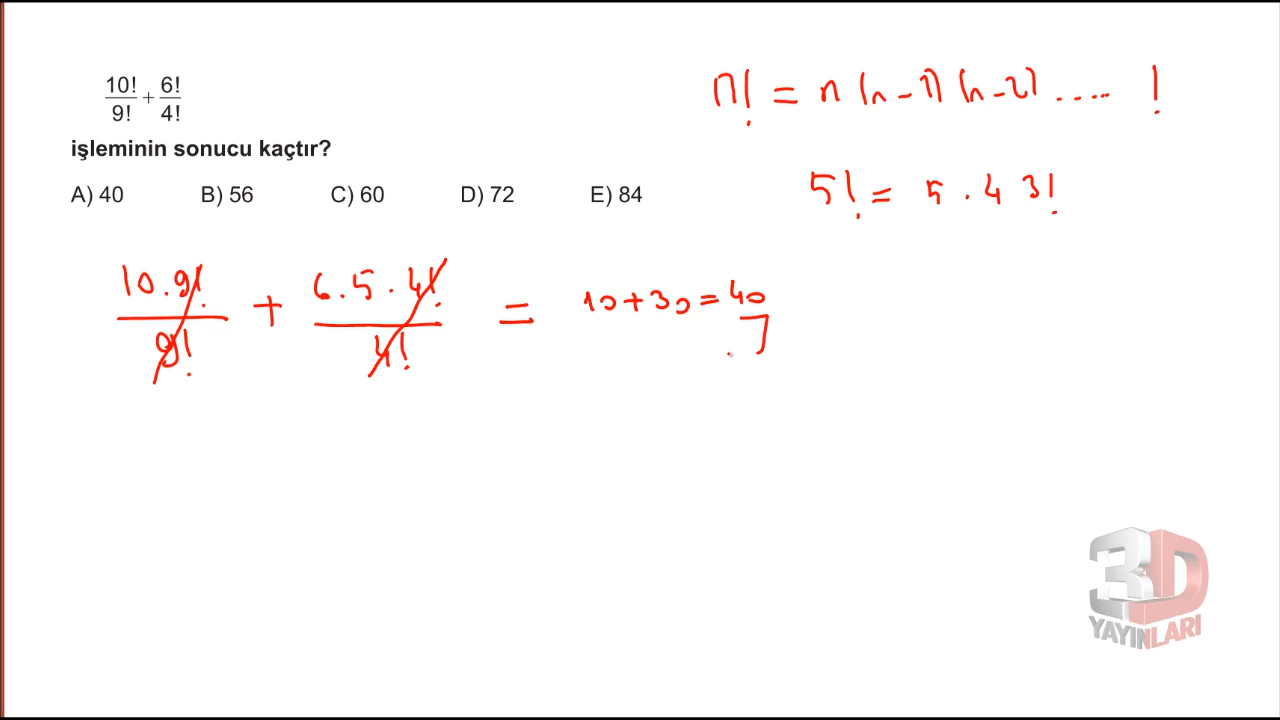 10!/9! + 6!/4!
işleminin sonucu kaçtır?
A) 40 B) 56 C) 60 D) 72 E) 84
n! = n (n-1) (n-2) ..... !
5! = 5 . 4 3!
10.9!/9! + 6.5.4!/4! = 10+30=40
3D
YAYINLARI